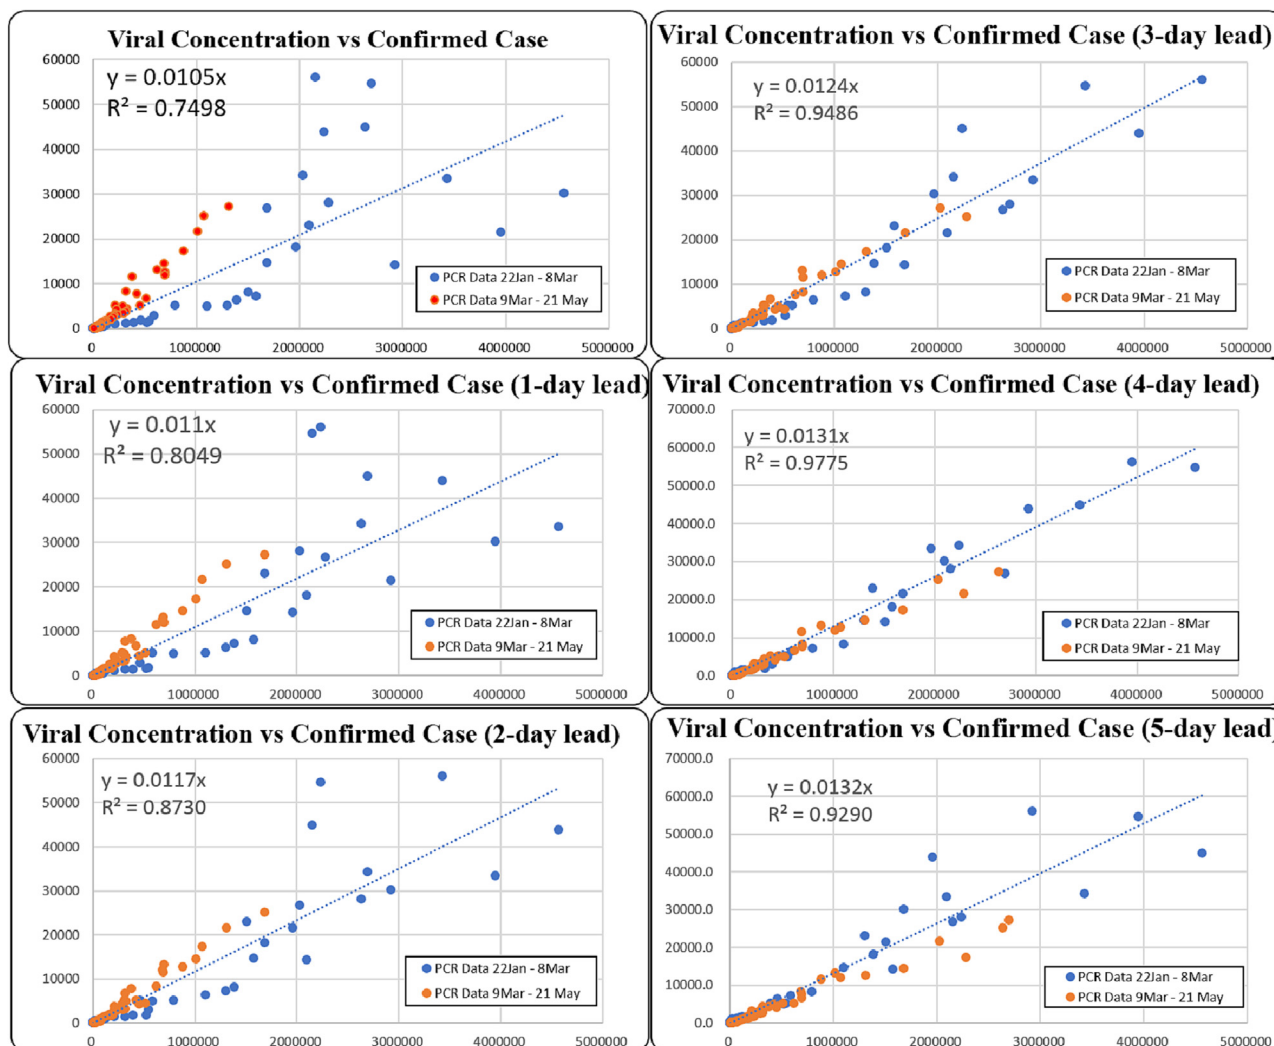 Viral Concentration vs Confirmed Case
60000
y = 0.0105x
R² = 0.7498
50000
40000
30000
20000
PCR Data 22Jan - 8Mar
10000
PCR Data 9Mar - 21 May
0
0 1000000 2000000 3000000 4000000 5000000
Viral Concentration vs Confirmed Case (3-day lead)
60000
y = 0.0124x
R² = 0.9486
50000
40000
30000
20000
PCR Data 22Jan - 8Mar
10000
PCR Data 9Mar - 21 May
0
0 1000000 2000000 3000000 4000000 5000000
Viral Concentration vs Confirmed Case (1-day lead)
60000
y = 0.011x
R² = 0.8049
50000
40000
30000
20000
PCR Data 22Jan - 8Mar
10000
PCR Data 9Mar - 21 May
0
0 1000000 2000000 3000000 4000000 5000000
Viral Concentration vs Confirmed Case (4-day lead)
70000.0
y = 0.0131x
60000.0
R² = 0.9775
50000.0
40000.0
30000.0
20000.0
PCR Data 22Jan - 8Mar
10000.0
PCR Data 9Mar - 21 May
0.0
0 1000000 2000000 3000000 4000000 5000000
Viral Concentration vs Confirmed Case (2-day lead)
60000
y = 0.0117x
R² = 0.8730
50000
40000
30000
20000
PCR Data 22Jan - 8Mar
10000
PCR Data 9Mar - 21 May
0
0 1000000 2000000 3000000 4000000 5000000
Viral Concentration vs Confirmed Case (5-day lead)
70000.0
y = 0.0132x
60000.0
R² = 0.9290
50000.0
40000.0
30000.0
20000.0
PCR Data 22Jan - 8Mar
10000.0
PCR Data 9Mar - 21 May
0.0
0 1000000 2000000 3000000 4000000 5000000